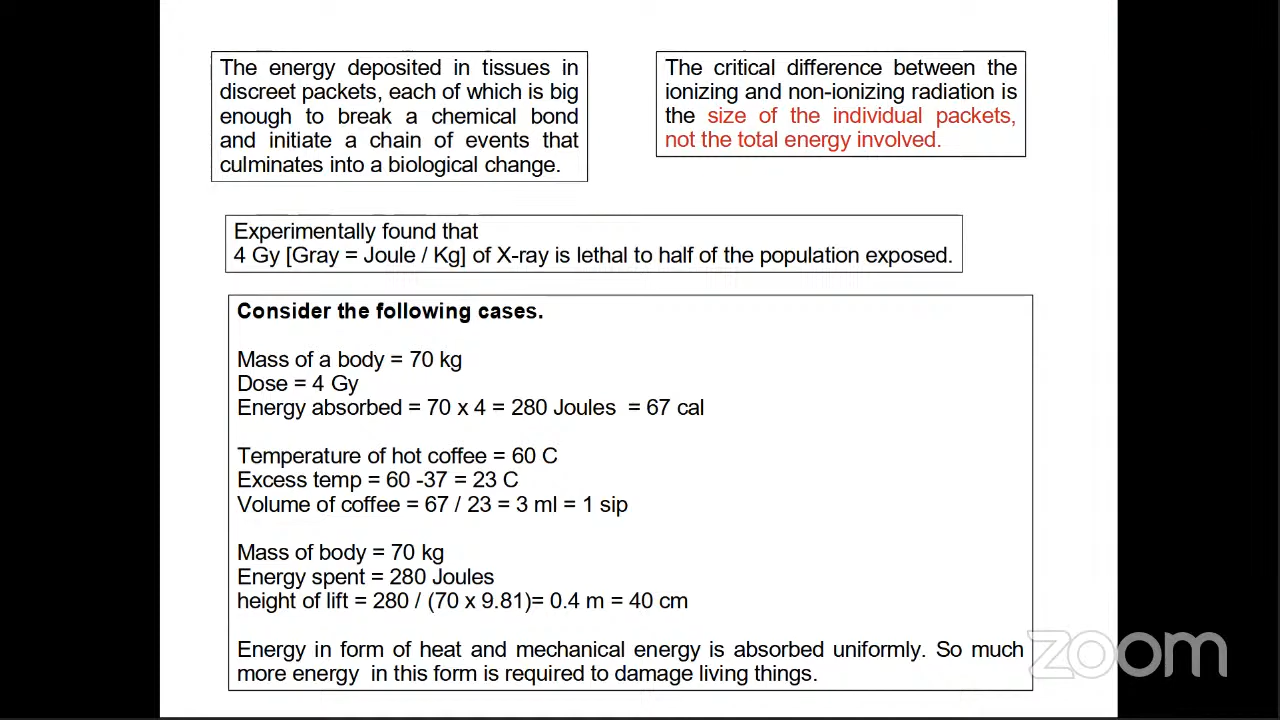 The energy deposited in tissues in
discreet packets, each of which is big
enough to break a chemical bond
and initiate a chain of events that
culminates into a biological change.
The critical difference between the
ionizing and non-ionizing radiation is
the size of the individual packets,
not the total energy involved.
Experimentally found that
4 Gy [Gray = Joule / Kg] of X-ray is lethal to half of the population exposed.
Consider the following cases.
Mass of a body = 70 kg
Dose = 4 Gy
Energy absorbed = 70 x 4 = 280 Joules = 67 cal
Temperature of hot coffee = 60 C
Excess temp = 60 -37 = 23 C
Volume of coffee = 67 / 23 = 3 ml = 1 sip
Mass of body = 70 kg
Energy spent = 280 Joules
height of lift = 280 / (70 x 9.81)= 0.4 m = 40 cm
Energy in form of heat and mechanical energy is absorbed uniformly. So much
more energy in this form is required to damage living things.
zoom